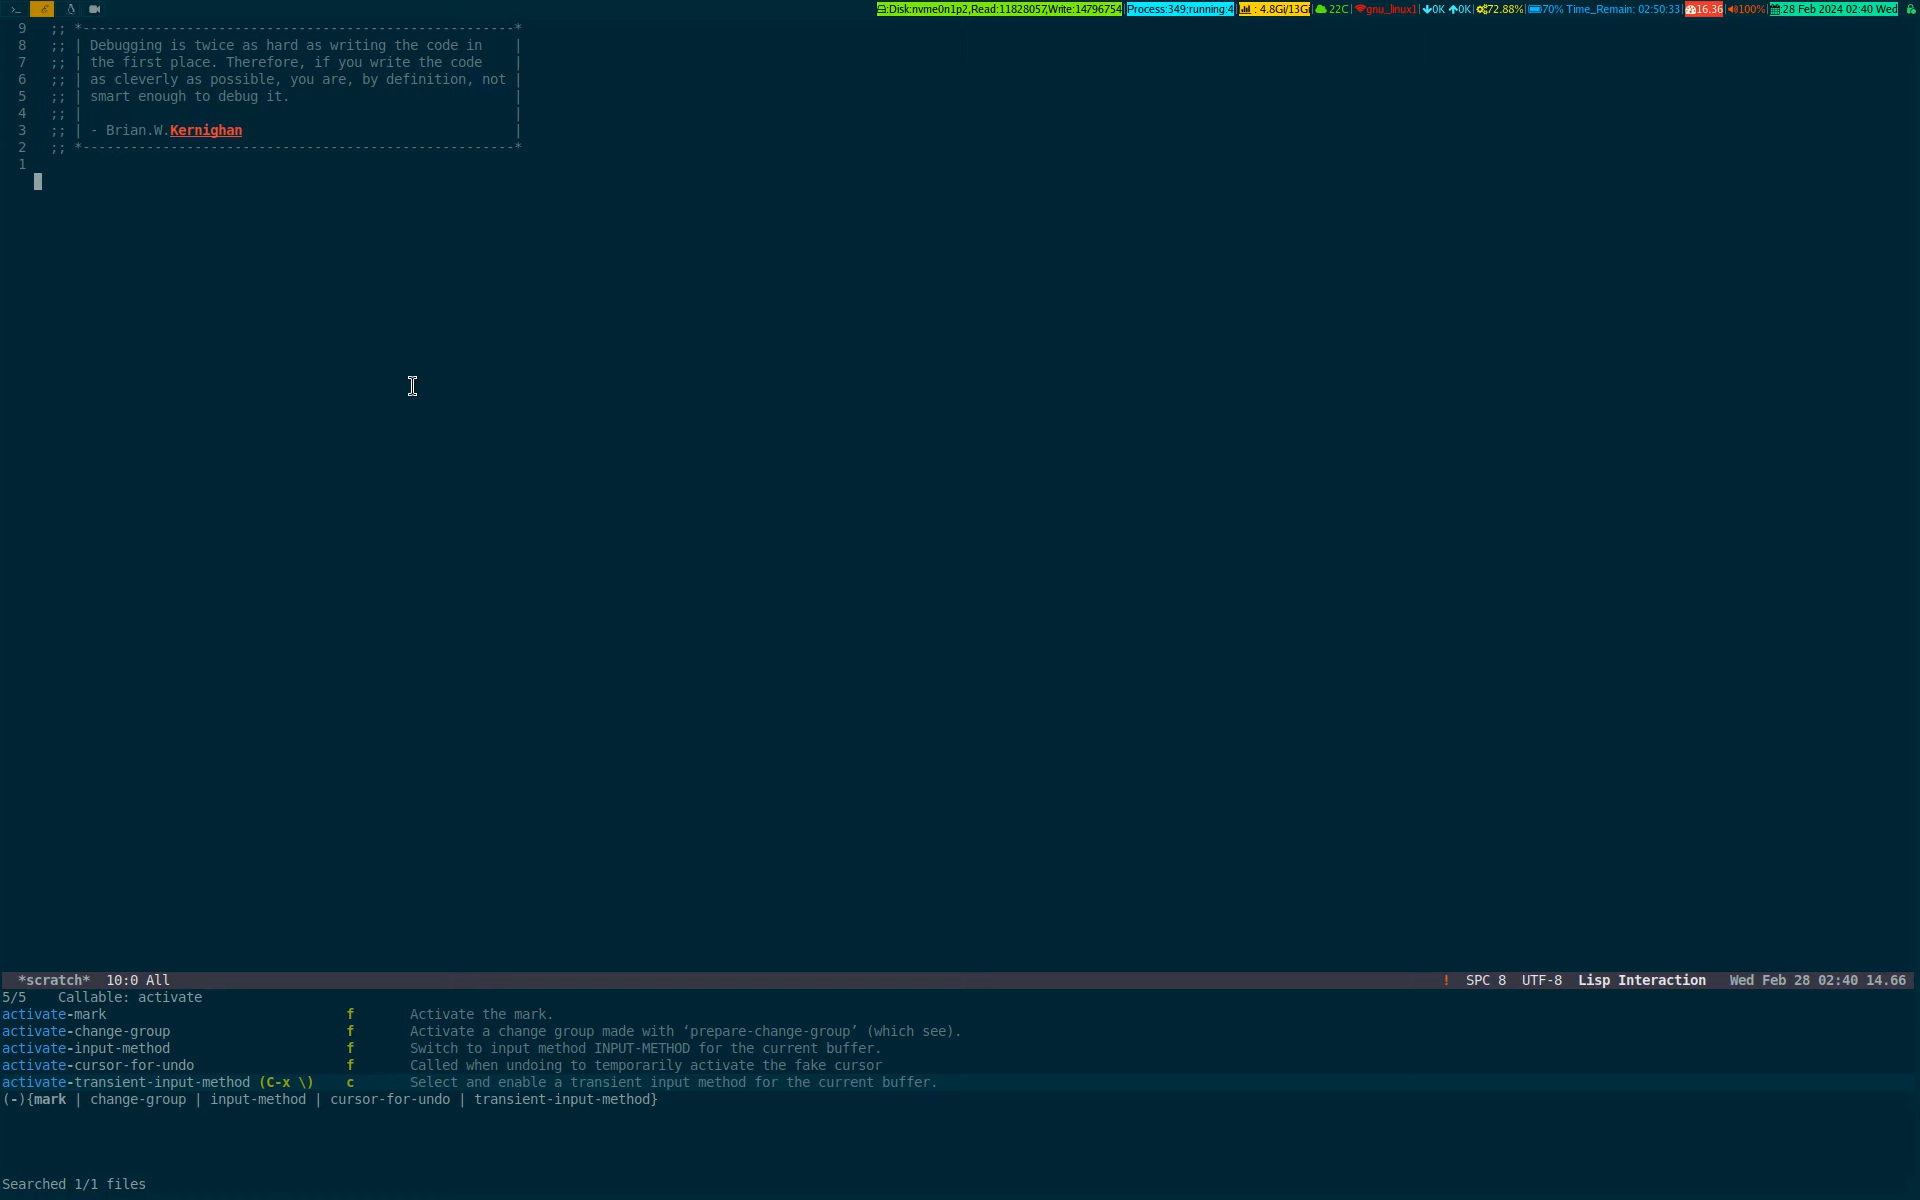 >_ Disk:nvme0n1p2,Read:11828057,Write:14796754 Process:349;running:4 : 4.8Gi/13Gi 22C| gnu_linux1| 0K 0K| 72.88%| 70% Time_Remain: 02:50:33| 16.36 100%| :28 Feb 2024 02:40 Wed
9 ;; *------------------------------------------------------*
8 ;; | Debugging is twice as hard as writing the code in |
7 ;; | the first place. Therefore, if you write the code |
6 ;; | as cleverly as possible, you are, by definition, not |
5 ;; | smart enough to debug it. |
4 ;; | |
3 ;; | - Brian.W.Kernighan |
2 ;; *------------------------------------------------------*
1
*scratch* 10:0 All ! SPC 8 UTF-8 Lisp Interaction Wed Feb 28 02:40 14.66
5/5 Callable: activate
activate-mark f Activate the mark.
activate-change-group f Activate a change group made with ‘prepare-change-group’ (which see).
activate-input-method f Switch to input method INPUT-METHOD for the current buffer.
activate-cursor-for-undo f Called when undoing to temporarily activate the fake cursor
activate-transient-input-method (C-x \) c Select and enable a transient input method for the current buffer.
(-){mark | change-group | input-method | cursor-for-undo | transient-input-method}
Searched 1/1 files